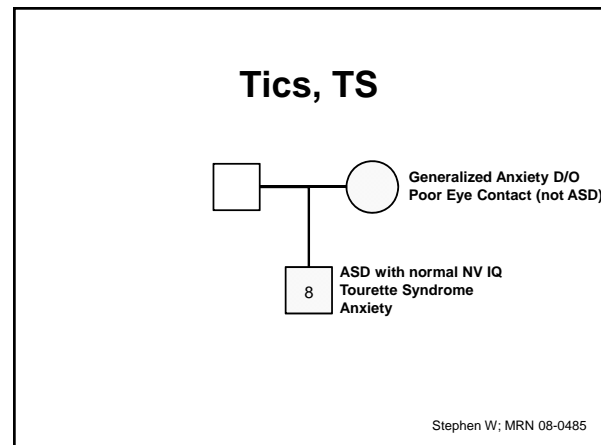 Tics, TS
Generalized Anxiety D/O
Poor Eye Contact (not ASD)
ASD with normal NV IQ
8
Tourette Syndrome
Anxiety
Stephen W; MRN 08-0485